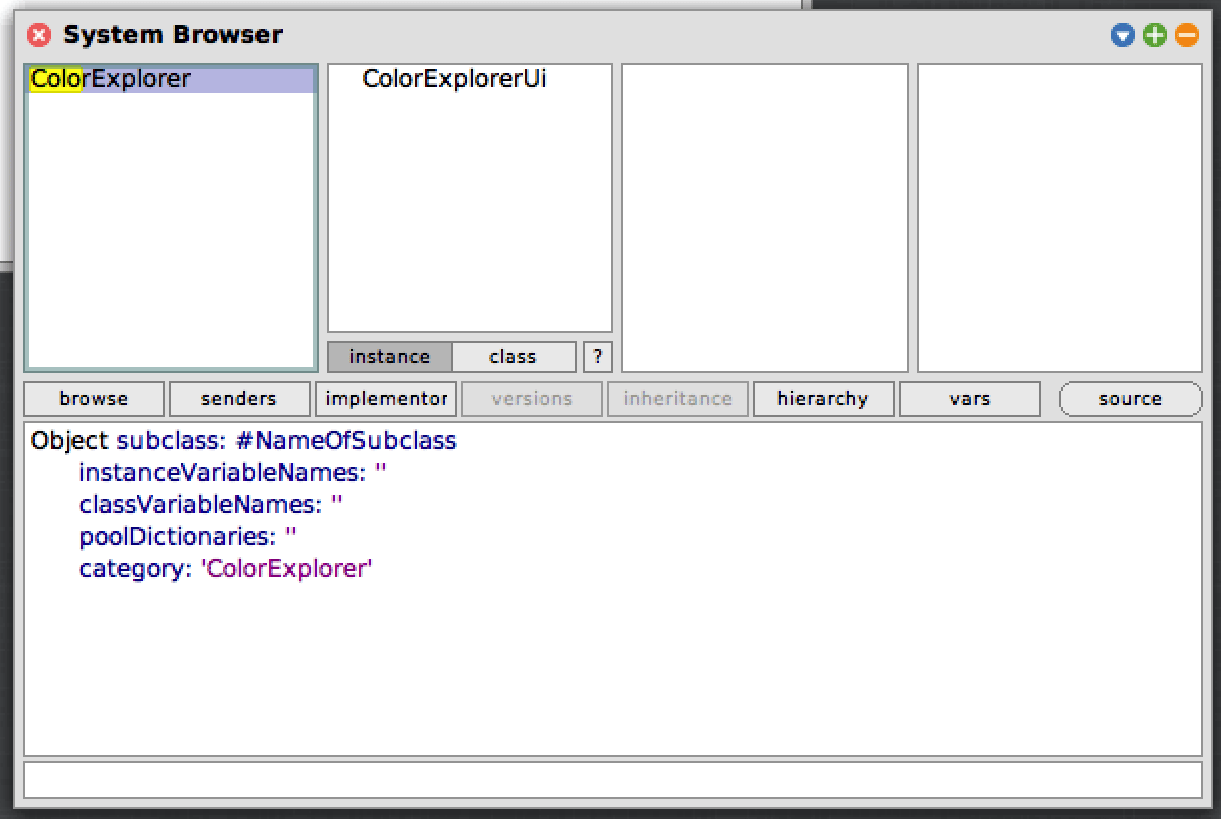 System Browser
ColorExplorer
ColorExplorerUi
instance class ?
browse senders implementor versions inheritance hierarchy vars source
Object subclass: #NameOfSubclass
instanceVariableNames: ''
classVariableNames: ''
poolDictionaries: ''
category: 'ColorExplorer'